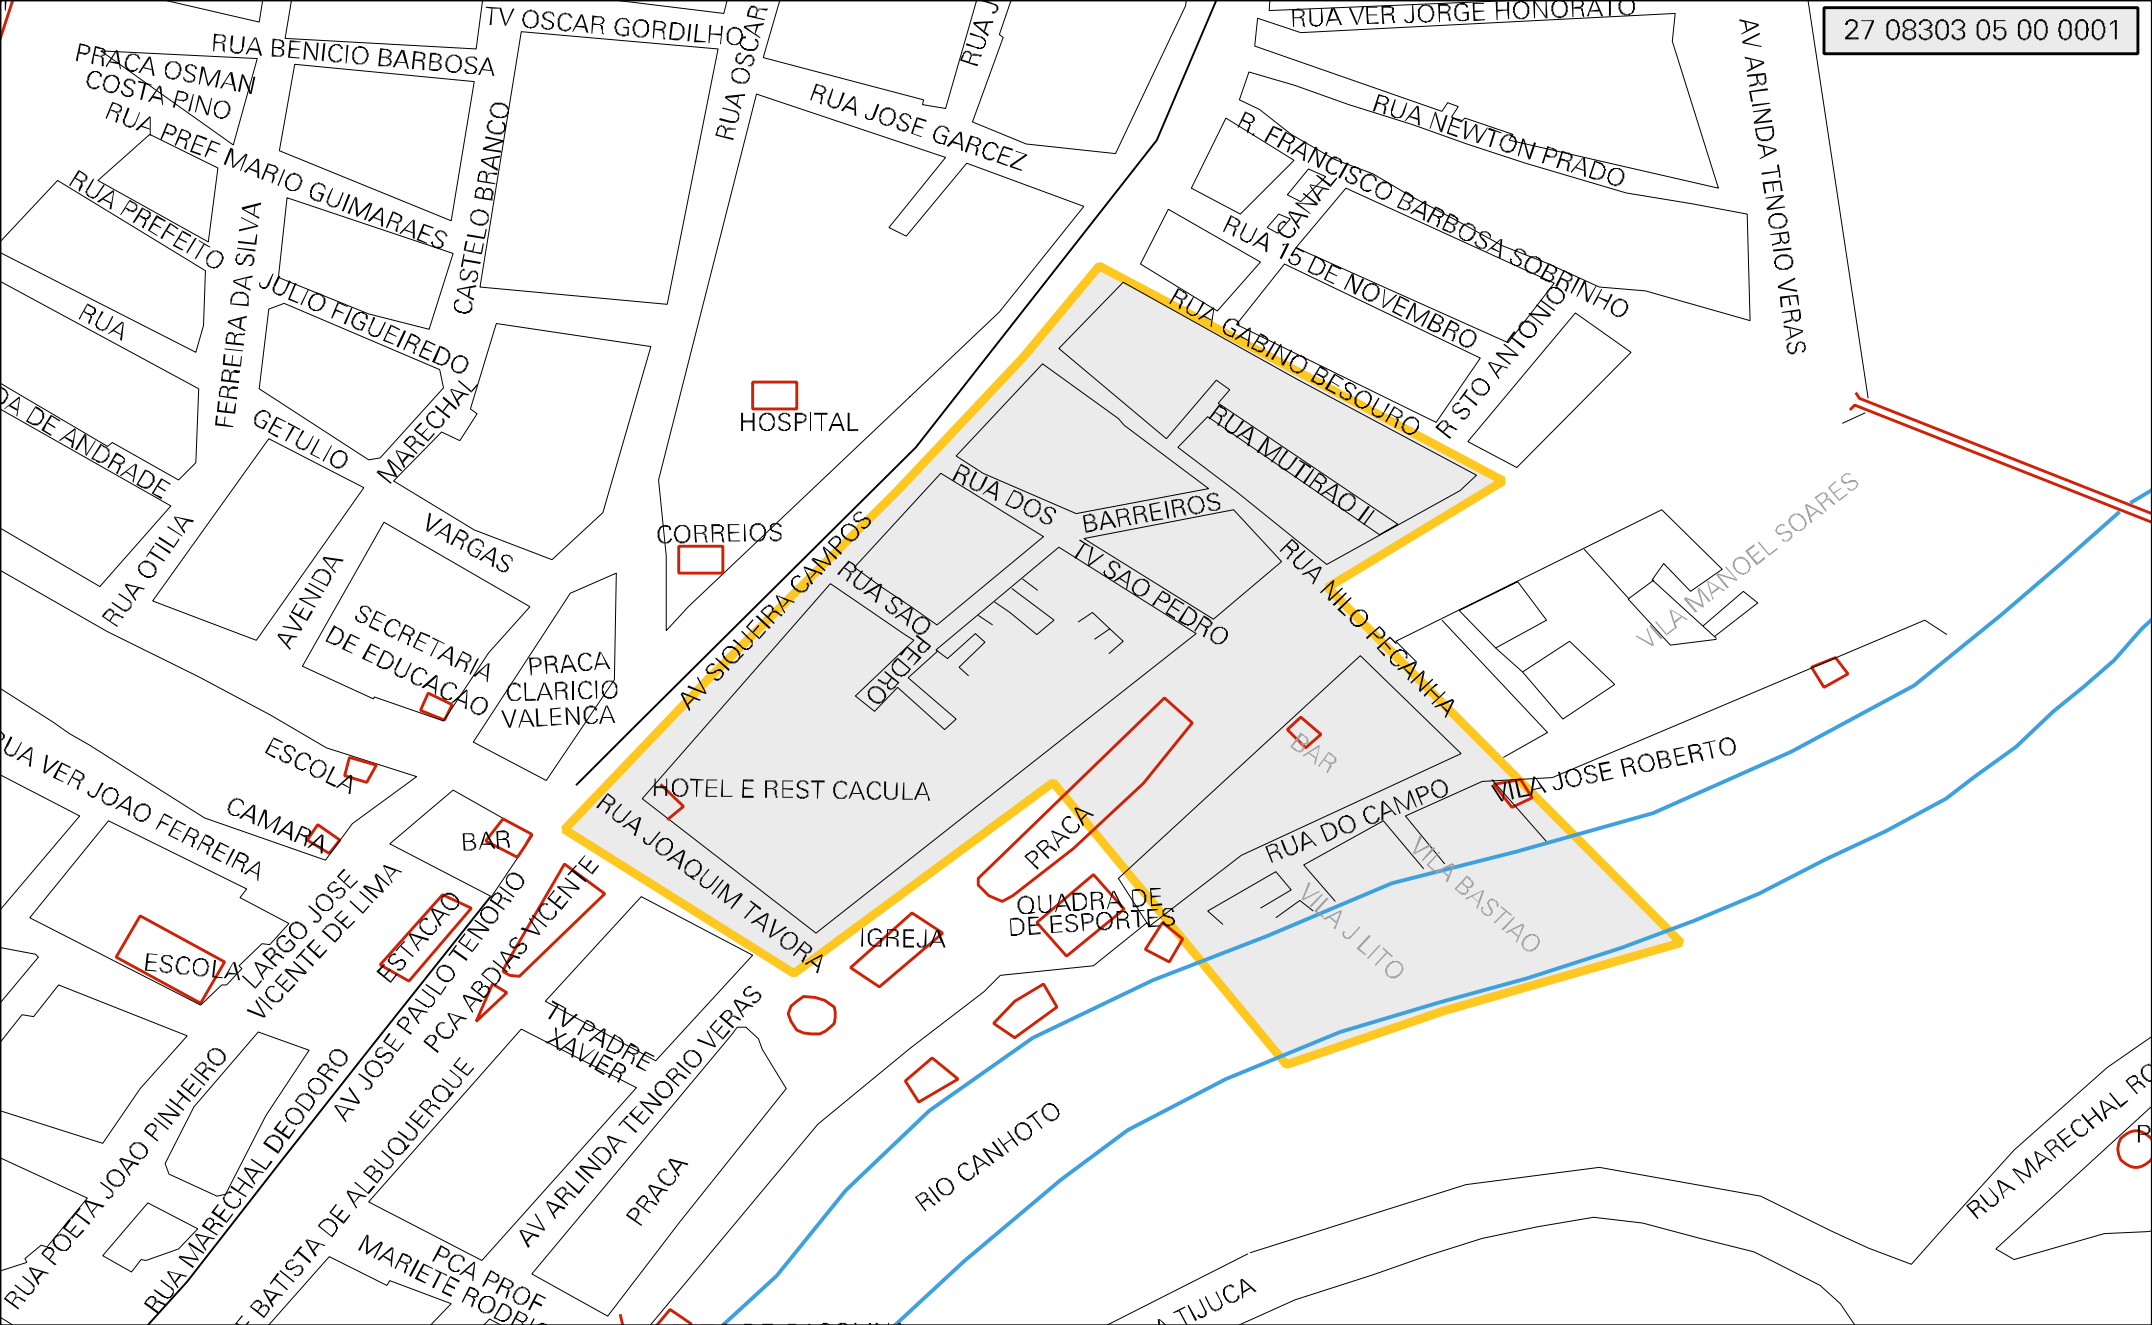 27 08303 05 00 0001
RUA VER JORGE HONORATO
TV OSCAR GORDILHO
RUA BENICIO BARBOSA
PRACA OSMAN
COSTA PINO
RUA PREF MARIO GUIMARAES
RUA OSCAR
RUA J
RUA JOSE GARCEZ
AV ARLINDA TENORIO VERAS
RUA NEWTON PRADO
R. FRANCISCO BARBOSA SOBRINHO
CANAL
RUA 15 DE NOVEMBRO
R STO ANTONIO
RUA GABINO BESOURO
CASTELO BRANCO
MARECHAL
RUA PREFEITO
JULIO FIGUEIREDO
FERREIRA DA SILVA
RUA
DA DE ANDRADE
GETULIO
VARGAS
RUA OTILIA
AVENIDA
HOSPITAL
CORREIOS
SECRETARIA
DE EDUCACAO
PRACA
CLARICIO
VALENCA
AV SIQUEIRA CAMPOS
RUA DOS
BARREIROS
RUA MUTIRAO II
TV SAO PEDRO
RUA NILO PECANHA
RUA SAO
PEDRO
VILA MANOEL SOARES
HOTEL E REST CACULA
RUA JOAQUIM TAVORA
PRACA
BAR
RUA DO CAMPO
VILA JOSE ROBERTO
VILA BASTIAO
VILA J LITO
QUADRA DE
DE ESPORTES
IGREJA
ESCOLA
CAMARA
BAR
RUA VER JOAO FERREIRA
ESCOLA
LARGO JOSE
VICENTE DE LIMA
ESTACAO
AV JOSE PAULO TENORIO
PCA ABDIAS VICENTE
TV PADRE
XAVIER
AV ARLINDA TENORIO VERAS
PRACA
RUA POETA JOAO PINHEIRO
RUA MARECHAL DEODORO
E BATISTA DE ALBUQUERQUE
PCA PROF
MARIETE RODRIG
RIO CANHOTO
A TIJUCA
RUA MARECHAL RO